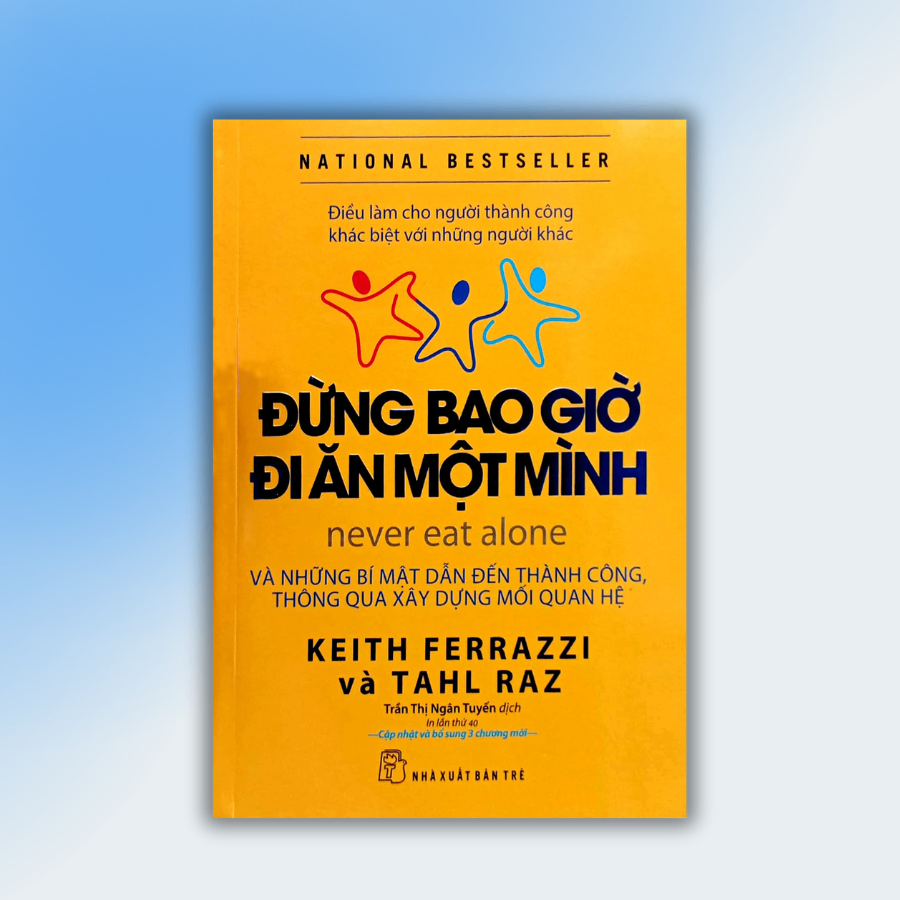 NATIONAL BESTSELLER
Điều làm cho người thành công
khác biệt với những người khác
ĐỪNG BAO GIỜ
ĐI ĂN MỘT MÌNH
never eat alone
VÀ NHỮNG BÍ MẬT DẪN ĐẾN THÀNH CÔNG,
THÔNG QUA XÂY DỰNG MỐI QUAN HỆ
KEITH FERRAZZI
và TAHL RAZ
Trần Thị Ngân Tuyến dịch
In lần thứ 40
—Cập nhật và bổ sung 3 chương mới—
NHÀ XUẤT BẢN TRẺ